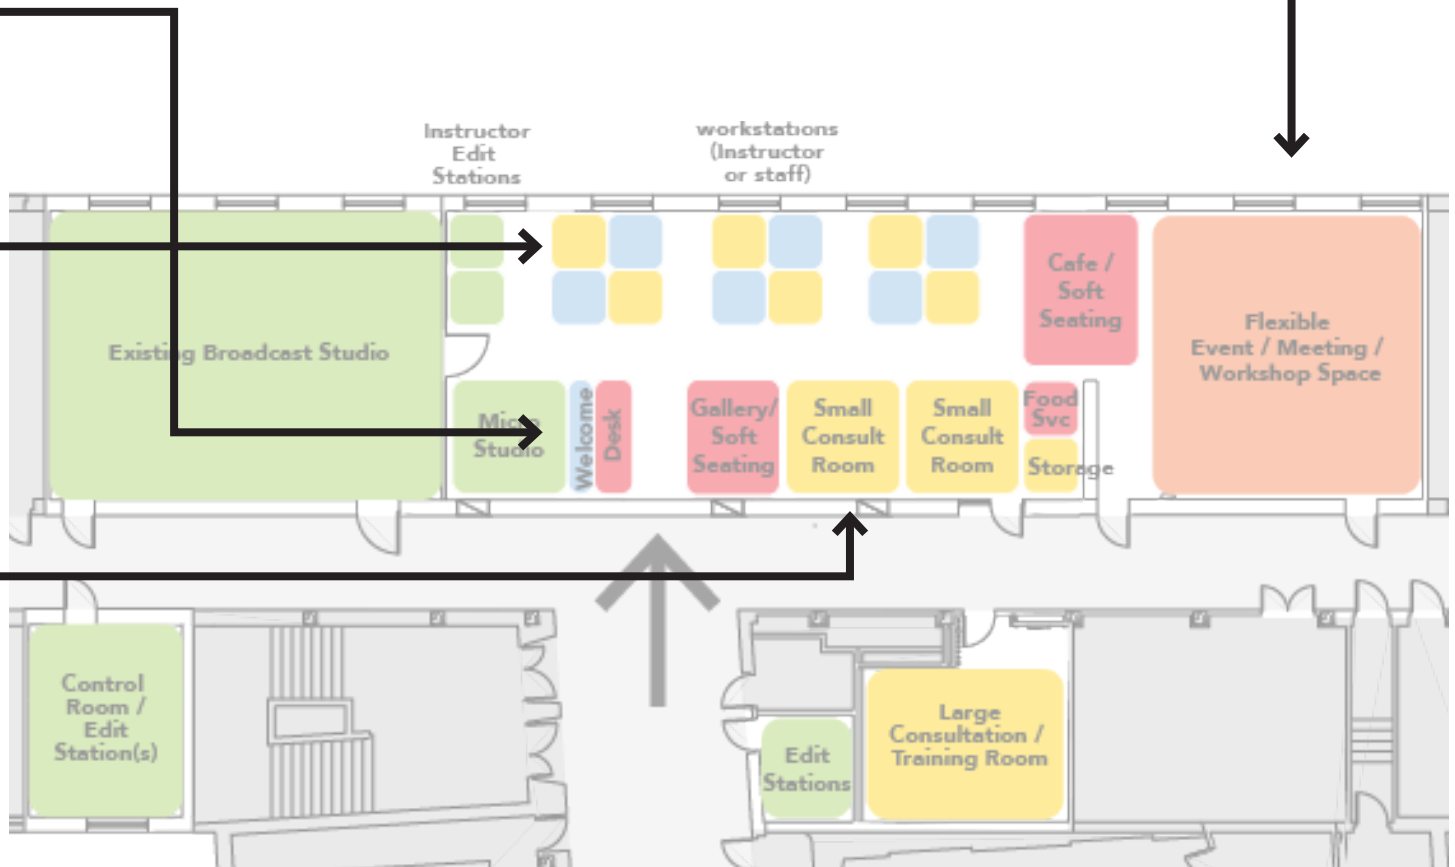 Instructor
Edit
Stations
workstations
(Instructor
or staff)
Existing Broadcast Studio
Cafe /
Soft
Seating
Flexible
Event / Meeting /
Workshop Space
Micro
Studio
Welcome
Desk
Gallery/
Soft
Seating
Small
Consult
Room
Small
Consult
Room
Food
Svc
Storage
Control
Room /
Edit
Station(s)
Edit
Stations
Large
Consultation /
Training Room